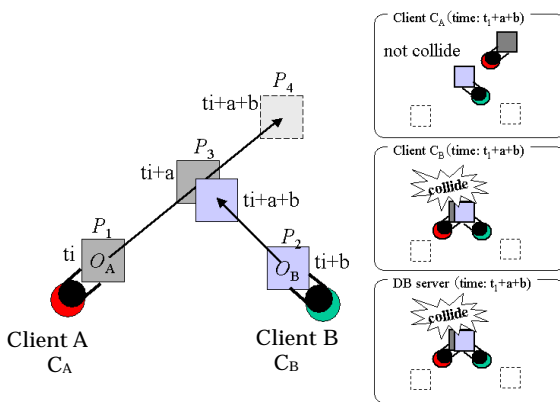 P4
ti+a+b
P3
ti+a
ti+a+b
P1
ti
OA
P2
OB
ti+b
Client A
CA
Client B
CB
Client CA (time: t1+a+b)
not collide
Client CB (time: t1+a+b)
collide
DB server (time: t1+a+b)
collide